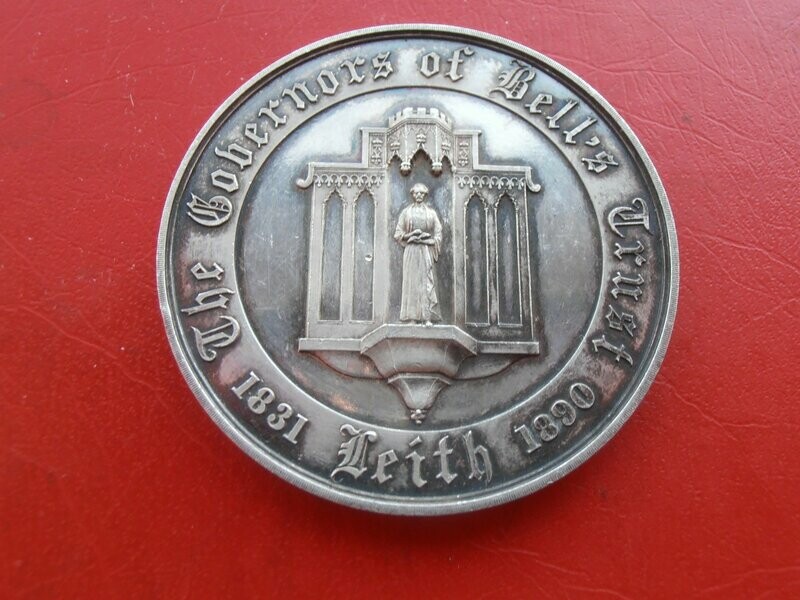 The Governors of Bell's Trust
1831 Leith 1890